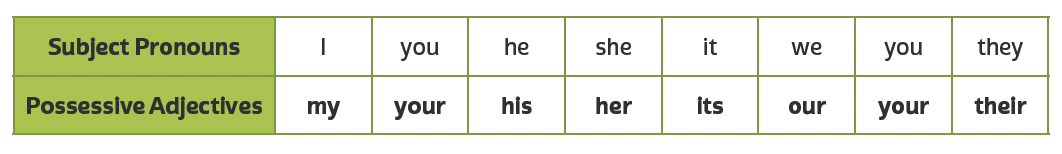 Subject Pronouns I you he she it we you they
Possessive Adjectives my your his her its our your their